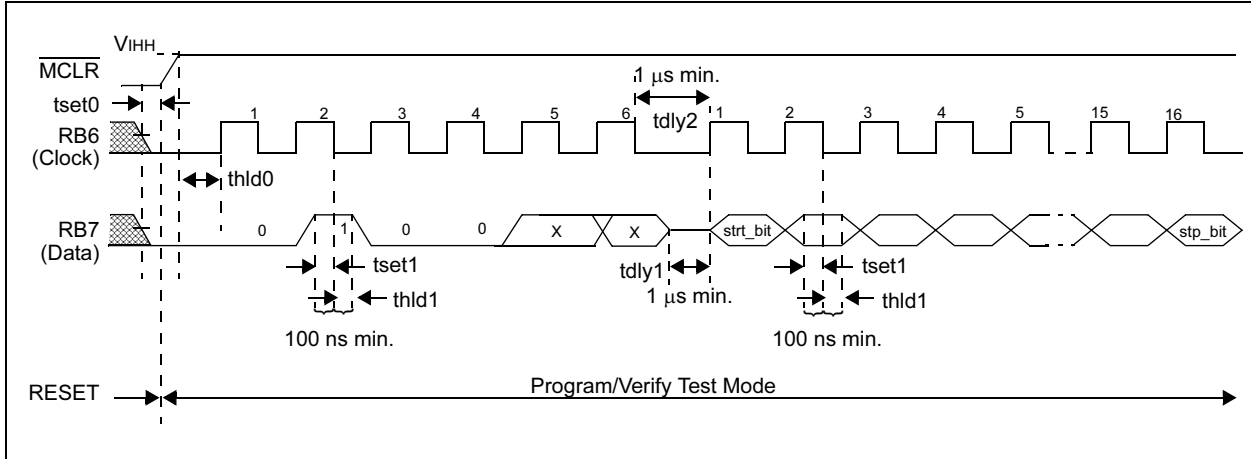 VIHH
MCLR
1 μs min.
tset0
1 2 3 4 5 6 tdly2 1 2 3 4 5 15 16
RB6
(Clock)
thld0
RB7
(Data)
0 1 0 0 X X strt_bit stp_bit
tset1 tdly1 tset1
thld1 1 μs min. thld1
100 ns min. 100 ns min.
RESET Program/Verify Test Mode